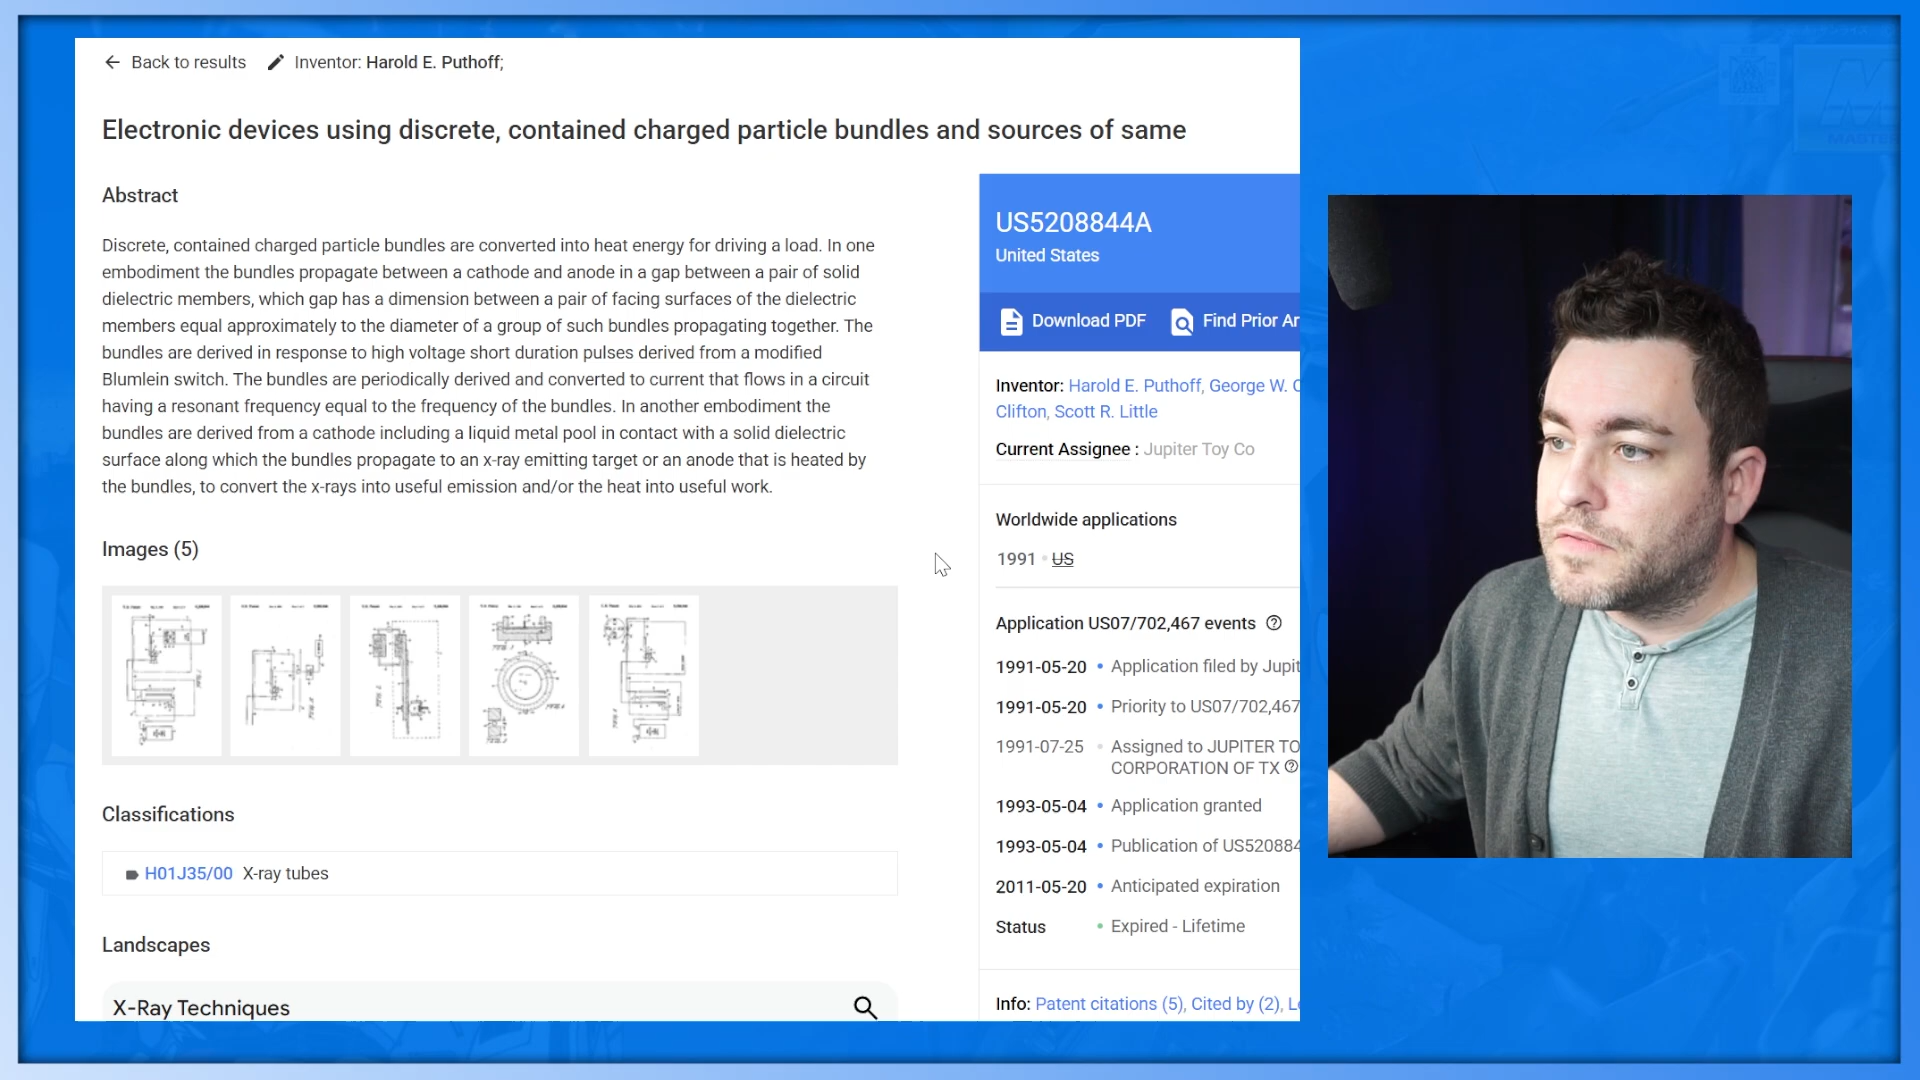 Back to results
Inventor: Harold E. Puthoff;
Electronic devices using discrete, contained charged particle bundles and sources of same
Abstract
Discrete, contained charged particle bundles are converted into heat energy for driving a load. In one
embodiment the bundles propagate between a cathode and anode in a gap between a pair of solid
dielectric members, which gap has a dimension between a pair of facing surfaces of the dielectric
members equal approximately to the diameter of a group of such bundles propagating together. The
bundles are derived in response to high voltage short duration pulses derived from a modified
Blumlein switch. The bundles are periodically derived and converted to current that flows in a circuit
having a resonant frequency equal to the frequency of the bundles. In another embodiment the
bundles are derived from a cathode including a liquid metal pool in contact with a solid dielectric
surface along which the bundles propagate to an x-ray emitting target or an anode that is heated by
the bundles, to convert the x-rays into useful emission and/or the heat into useful work.
Images (5)
Classifications
H01J35/00 X-ray tubes
Landscapes
X-Ray Techniques
US5208844A
United States
Download PDF
Find Prior Ar
Inventor: Harold E. Puthoff, George W.
Clifton, Scott R. Little
Current Assignee : Jupiter Toy Co
Worldwide applications
1991 • US
Application US07/702,467 events
1991-05-20 • Application filed by Jupit
1991-05-20 • Priority to US07/702,467
1991-07-25 • Assigned to JUPITER TO
CORPORATION OF TX
1993-05-04 • Application granted
1993-05-04 • Publication of US520884
2011-05-20 • Anticipated expiration
Status • Expired - Lifetime
Info: Patent citations (5), Cited by (2), L